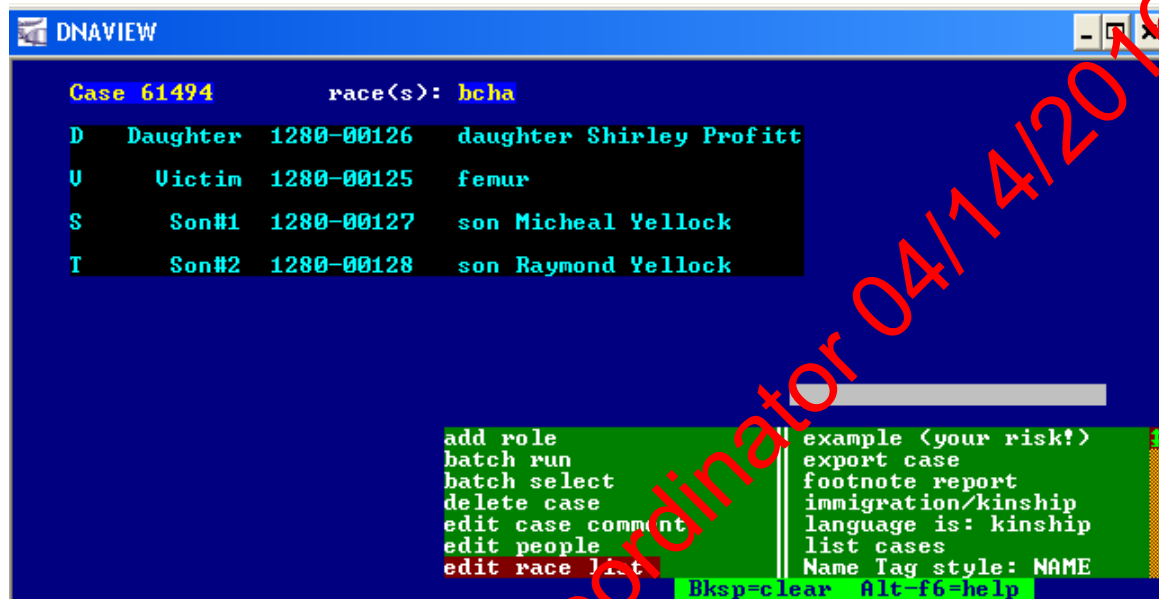 DNAVIEW
Case 61494 race(s): bcha
D Daughter 1280-00126 daughter Shirley Profitt
V Victim 1280-00125 femur
S Son#1 1280-00127 son Micheal Yellock
T Son#2 1280-00128 son Raymond Yellock
add role
batch run
batch select
delete case
edit case comment
edit people
edit race list
example (your risk!)
export case
footnote report
immigration/kinship
language is: kinship
list cases
Name Tag style: NAME
Bksp=clear Alt-f6=help
ordinator 04/14/201